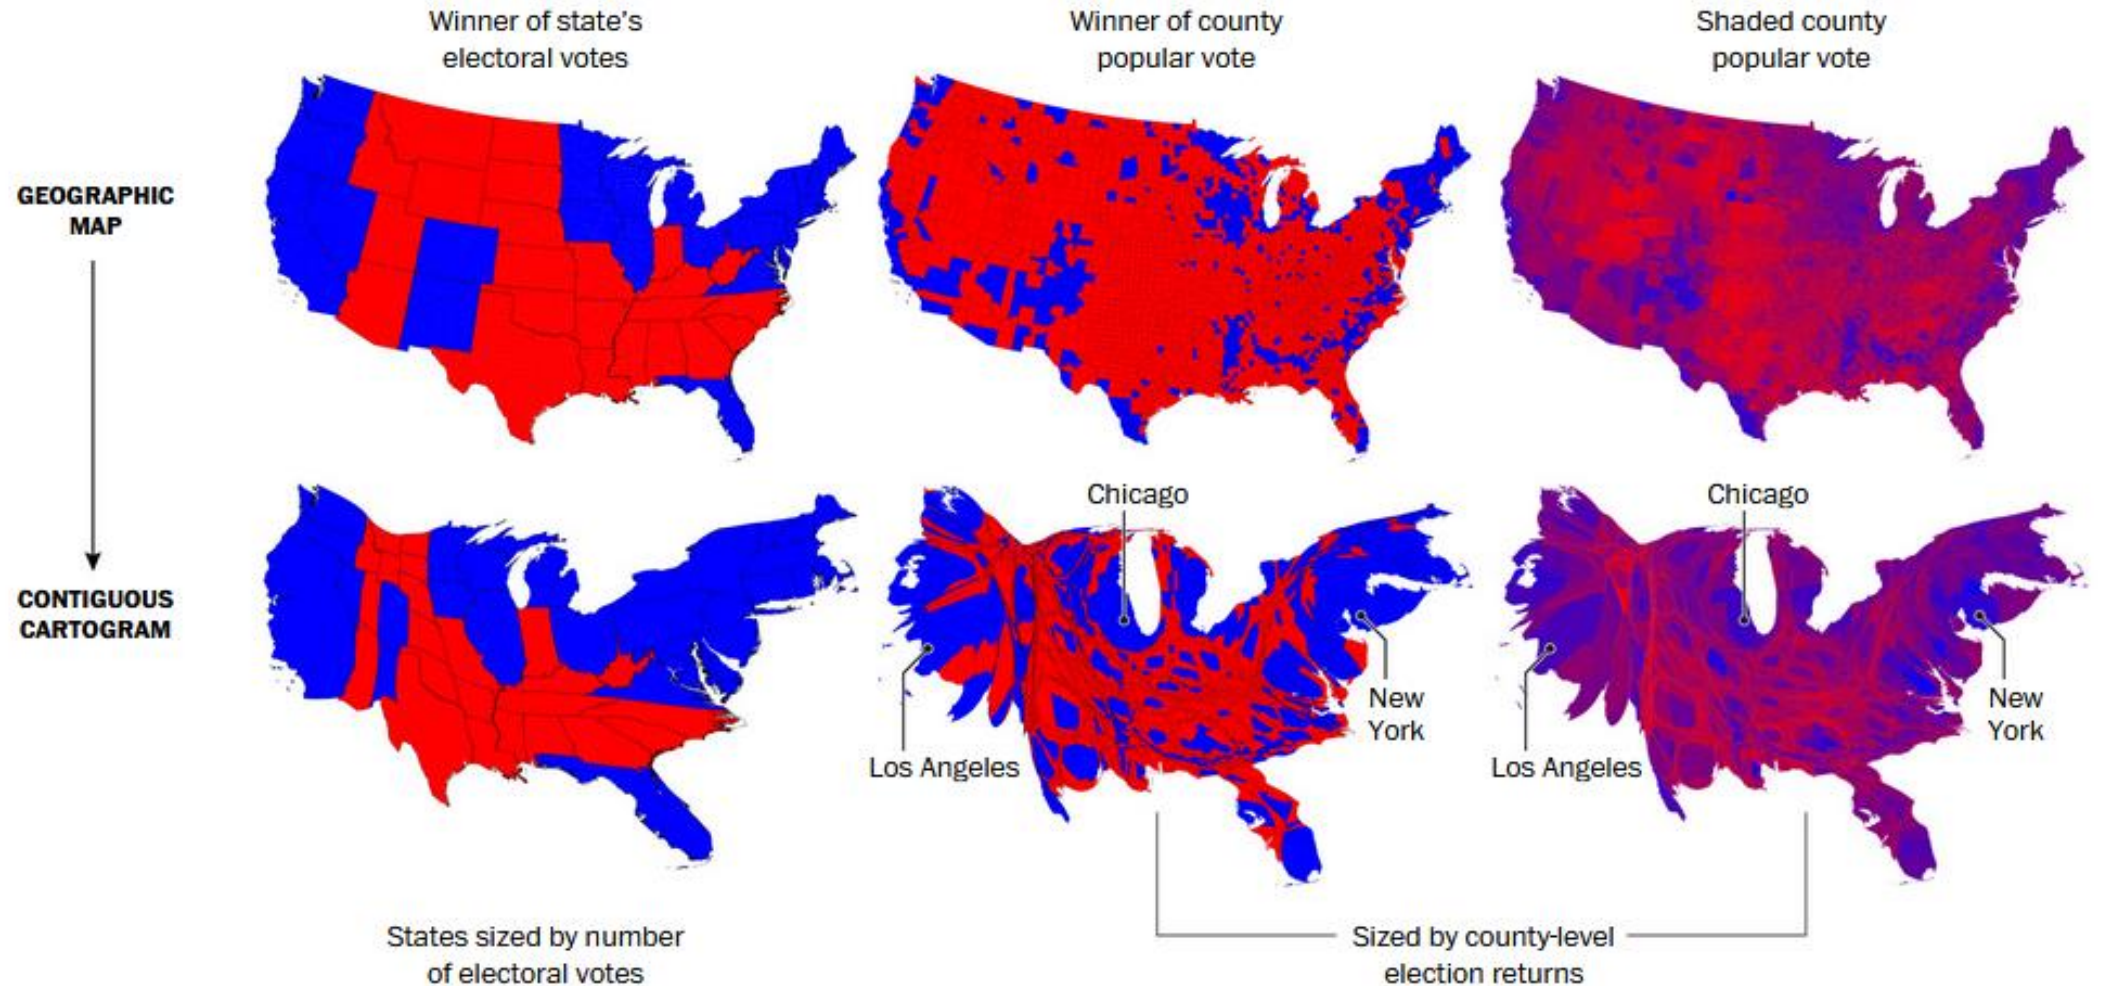 Winner of state's
electoral votes
Winner of county
popular vote
Shaded county
popular vote
GEOGRAPHIC
MAP
CONTIGUOUS
CARTOGRAM
Chicago
New
York
Los Angeles
Chicago
New
York
Los Angeles
States sized by number
of electoral votes
Sized by county-level
election returns